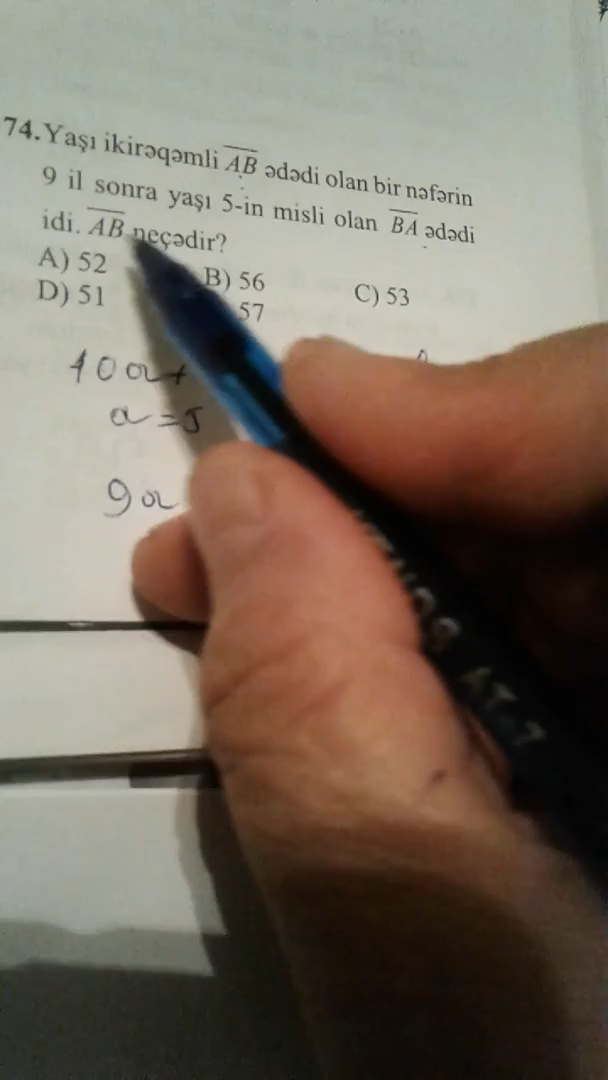 74. Yaşı ikirəqəmli AB ədədi olan bir nəfərin
9 il sonra yaşı 5-in misli olan BA ədədi
idi. AB neçədir?
A) 52 B) 56 C) 53
D) 51 57
10a+
a=5
9a